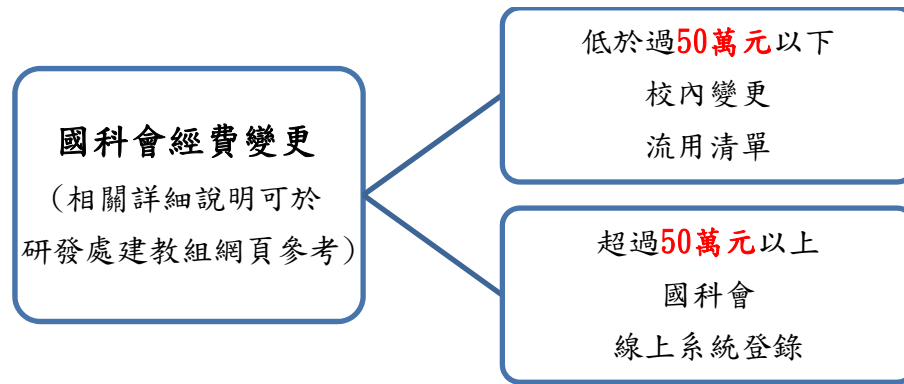 國科會經費變更
(相關詳細說明可於
研發處建教組網頁參考)
低於過50萬元以下
校內變更
流用清單
超過50萬元以上
國科會
線上系統登錄